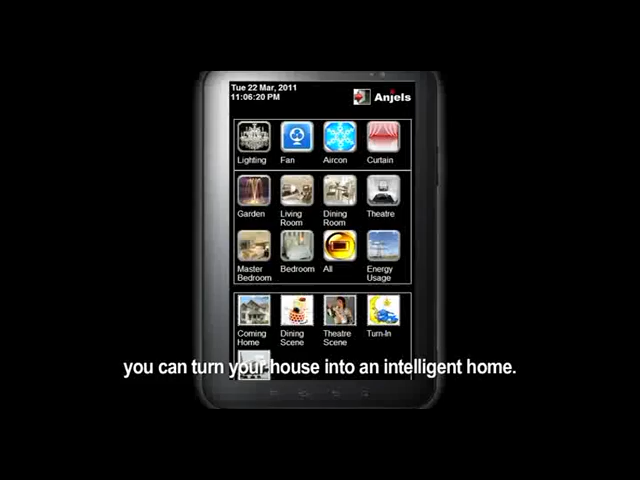 Tue 22 Mar, 2011
11:06:20 PM
Anjels
Lighting Fan Aircon Curtain
Garden Living Room Dining Room Theatre
Master Bedroom Bedroom All Energy Usage
Coming Home Dining Scene Theatre Scene Turn-In
you can turn your house into an intelligent home.